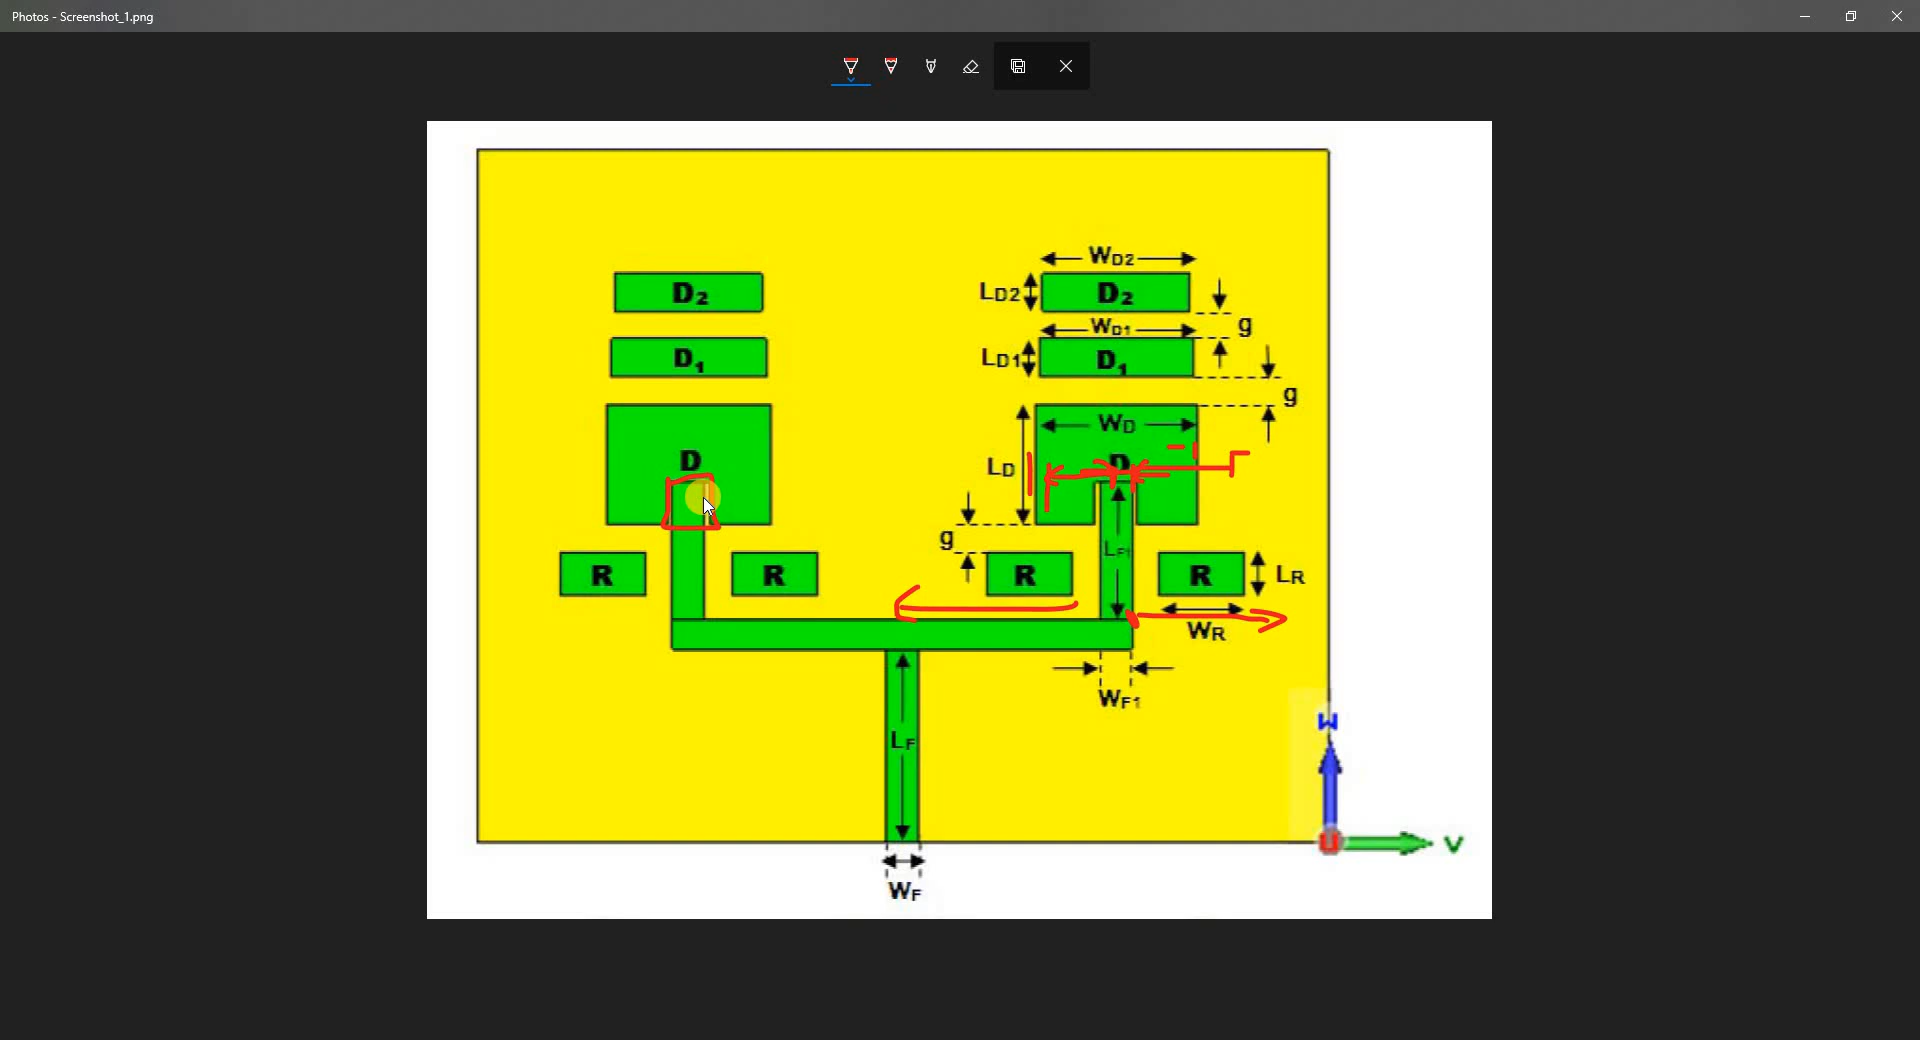 Photos - Screenshot_1.png
WD2
D2
LD2
D2
g
WD1
D1
LD1
D1
g
WD
D
LD
D
g
LF1
R
R
R
R
LR
WR
WF1
LF
W
U
V
WF